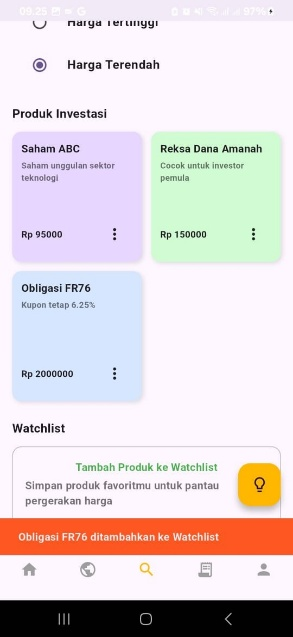 09.25
97%
Harga Tertinggi
Harga Terendah
Produk Investasi
Saham ABC
Saham unggulan sektor
teknologi
Rp 95000
Reksa Dana Amanah
Cocok untuk investor
pemula
Rp 150000
Obligasi FR76
Kupon tetap 6.25%
Rp 2000000
Watchlist
Tambah Produk ke Watchlist
Simpan produk favoritmu untuk pantau
pergerakan harga
Obligasi FR76 ditambahkan ke Watchlist